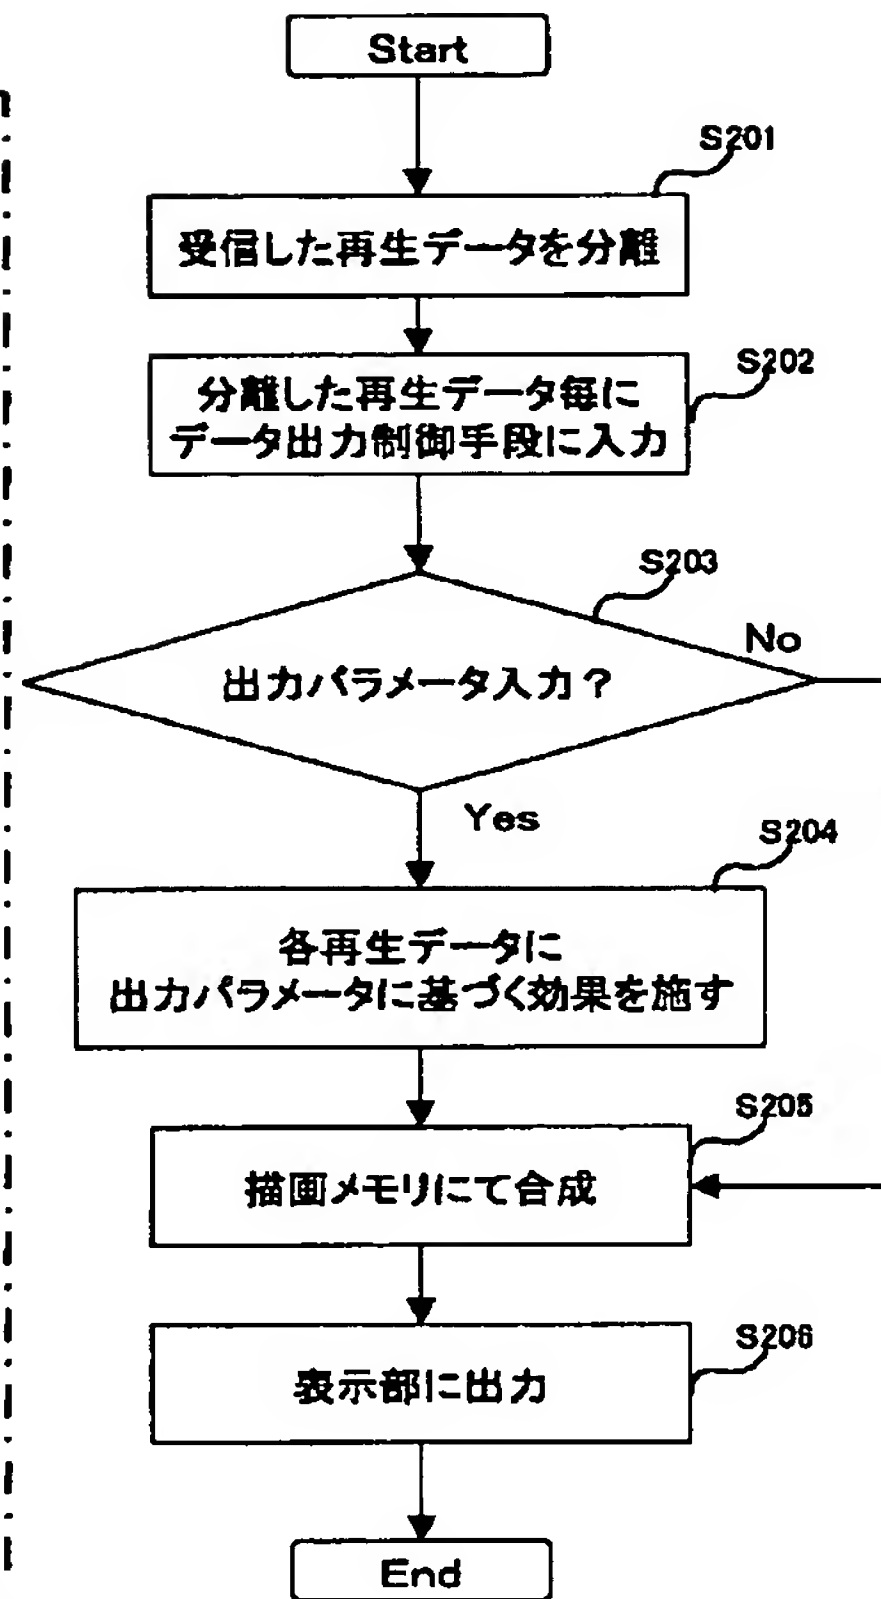 Start
S201
受信した再生データを分離
S202
分離した再生データ毎に
データ出力制御手段に入力
S203
No
出力パラメータ入力？
Yes
S204
各再生データに
出力パラメータに基づく効果を施す
S205
描画メモリにて合成
S206
表示部に出力
End